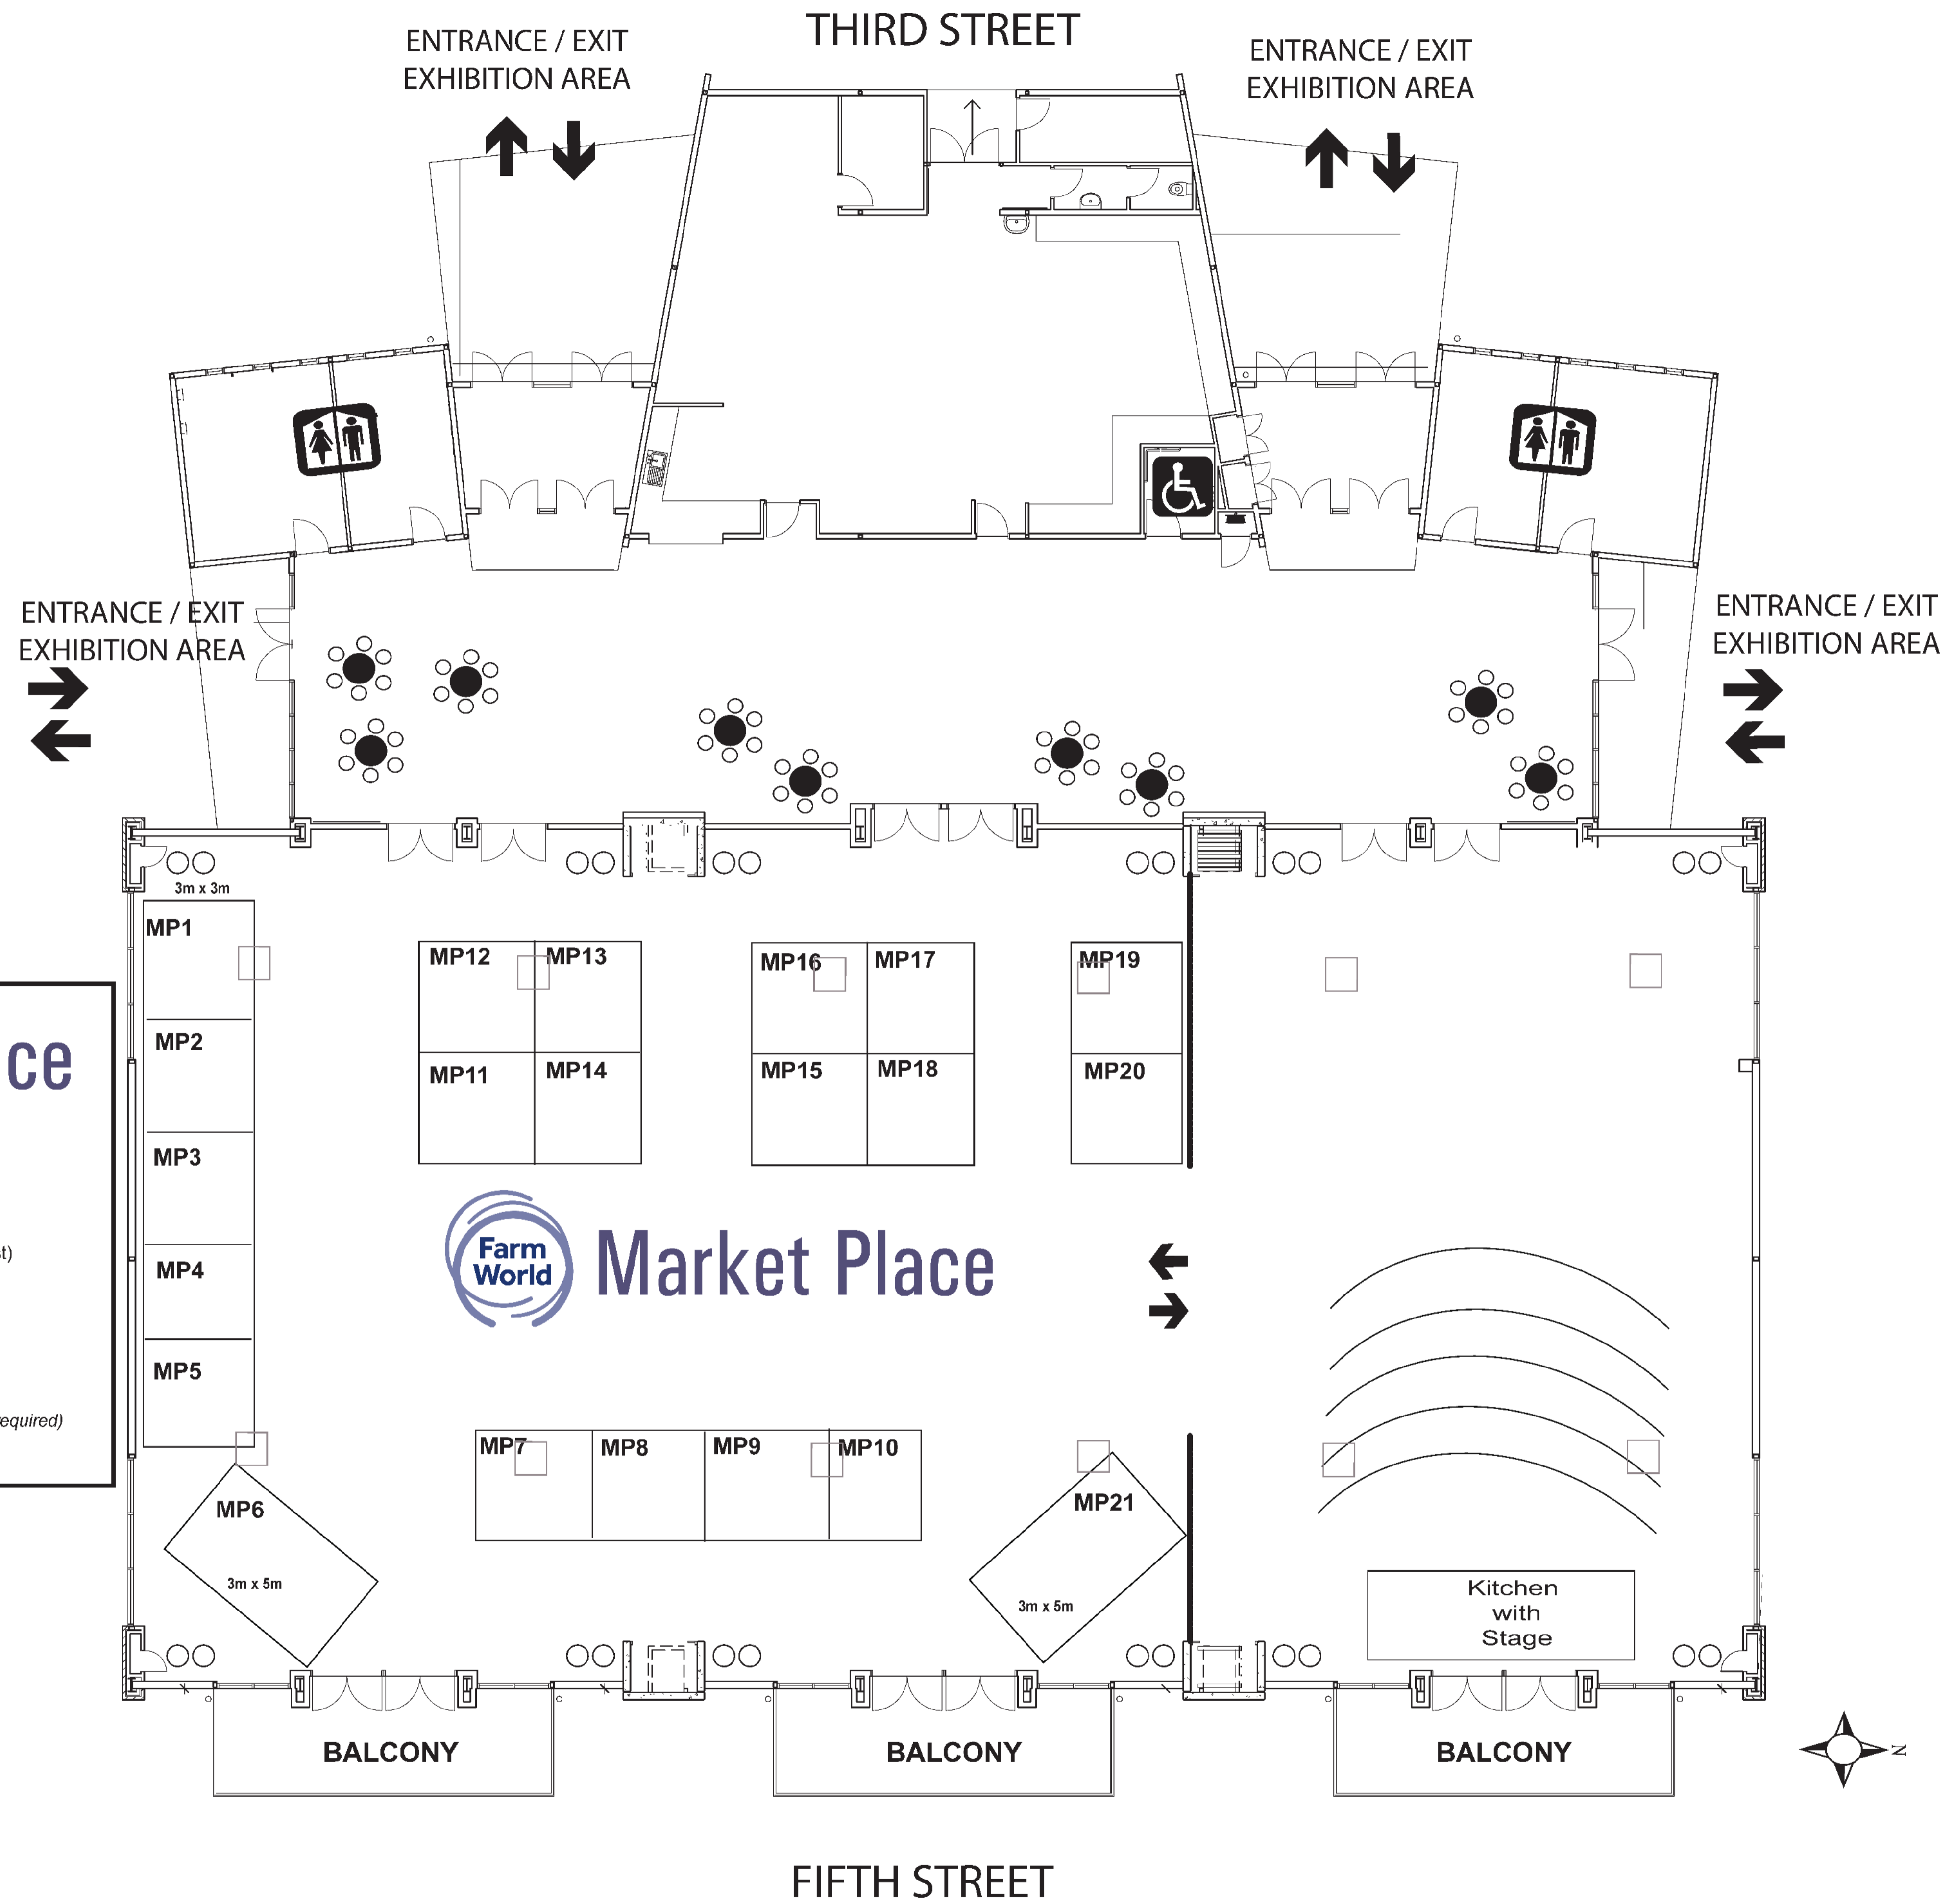 THIRD STREET
ENTRANCE / EXIT
EXHIBITION AREA
ENTRANCE / EXIT
EXHIBITION AREA
ENTRANCE / EXIT
EXHIBITION AREA
ENTRANCE / EXIT
EXHIBITION AREA
3m x 3m
MP1
MP12
MP13
MP16
MP17
MP19
ce
MP2
MP11
MP14
MP15
MP18
MP20
MP3
t)
MP4
Farm
World
Market Place
MP5
equired)
MP7
MP8
MP9
MP10
MP6
3m x 5m
MP21
3m x 5m
Kitchen
with
Stage
BALCONY
BALCONY
BALCONY
N
FIFTH STREET